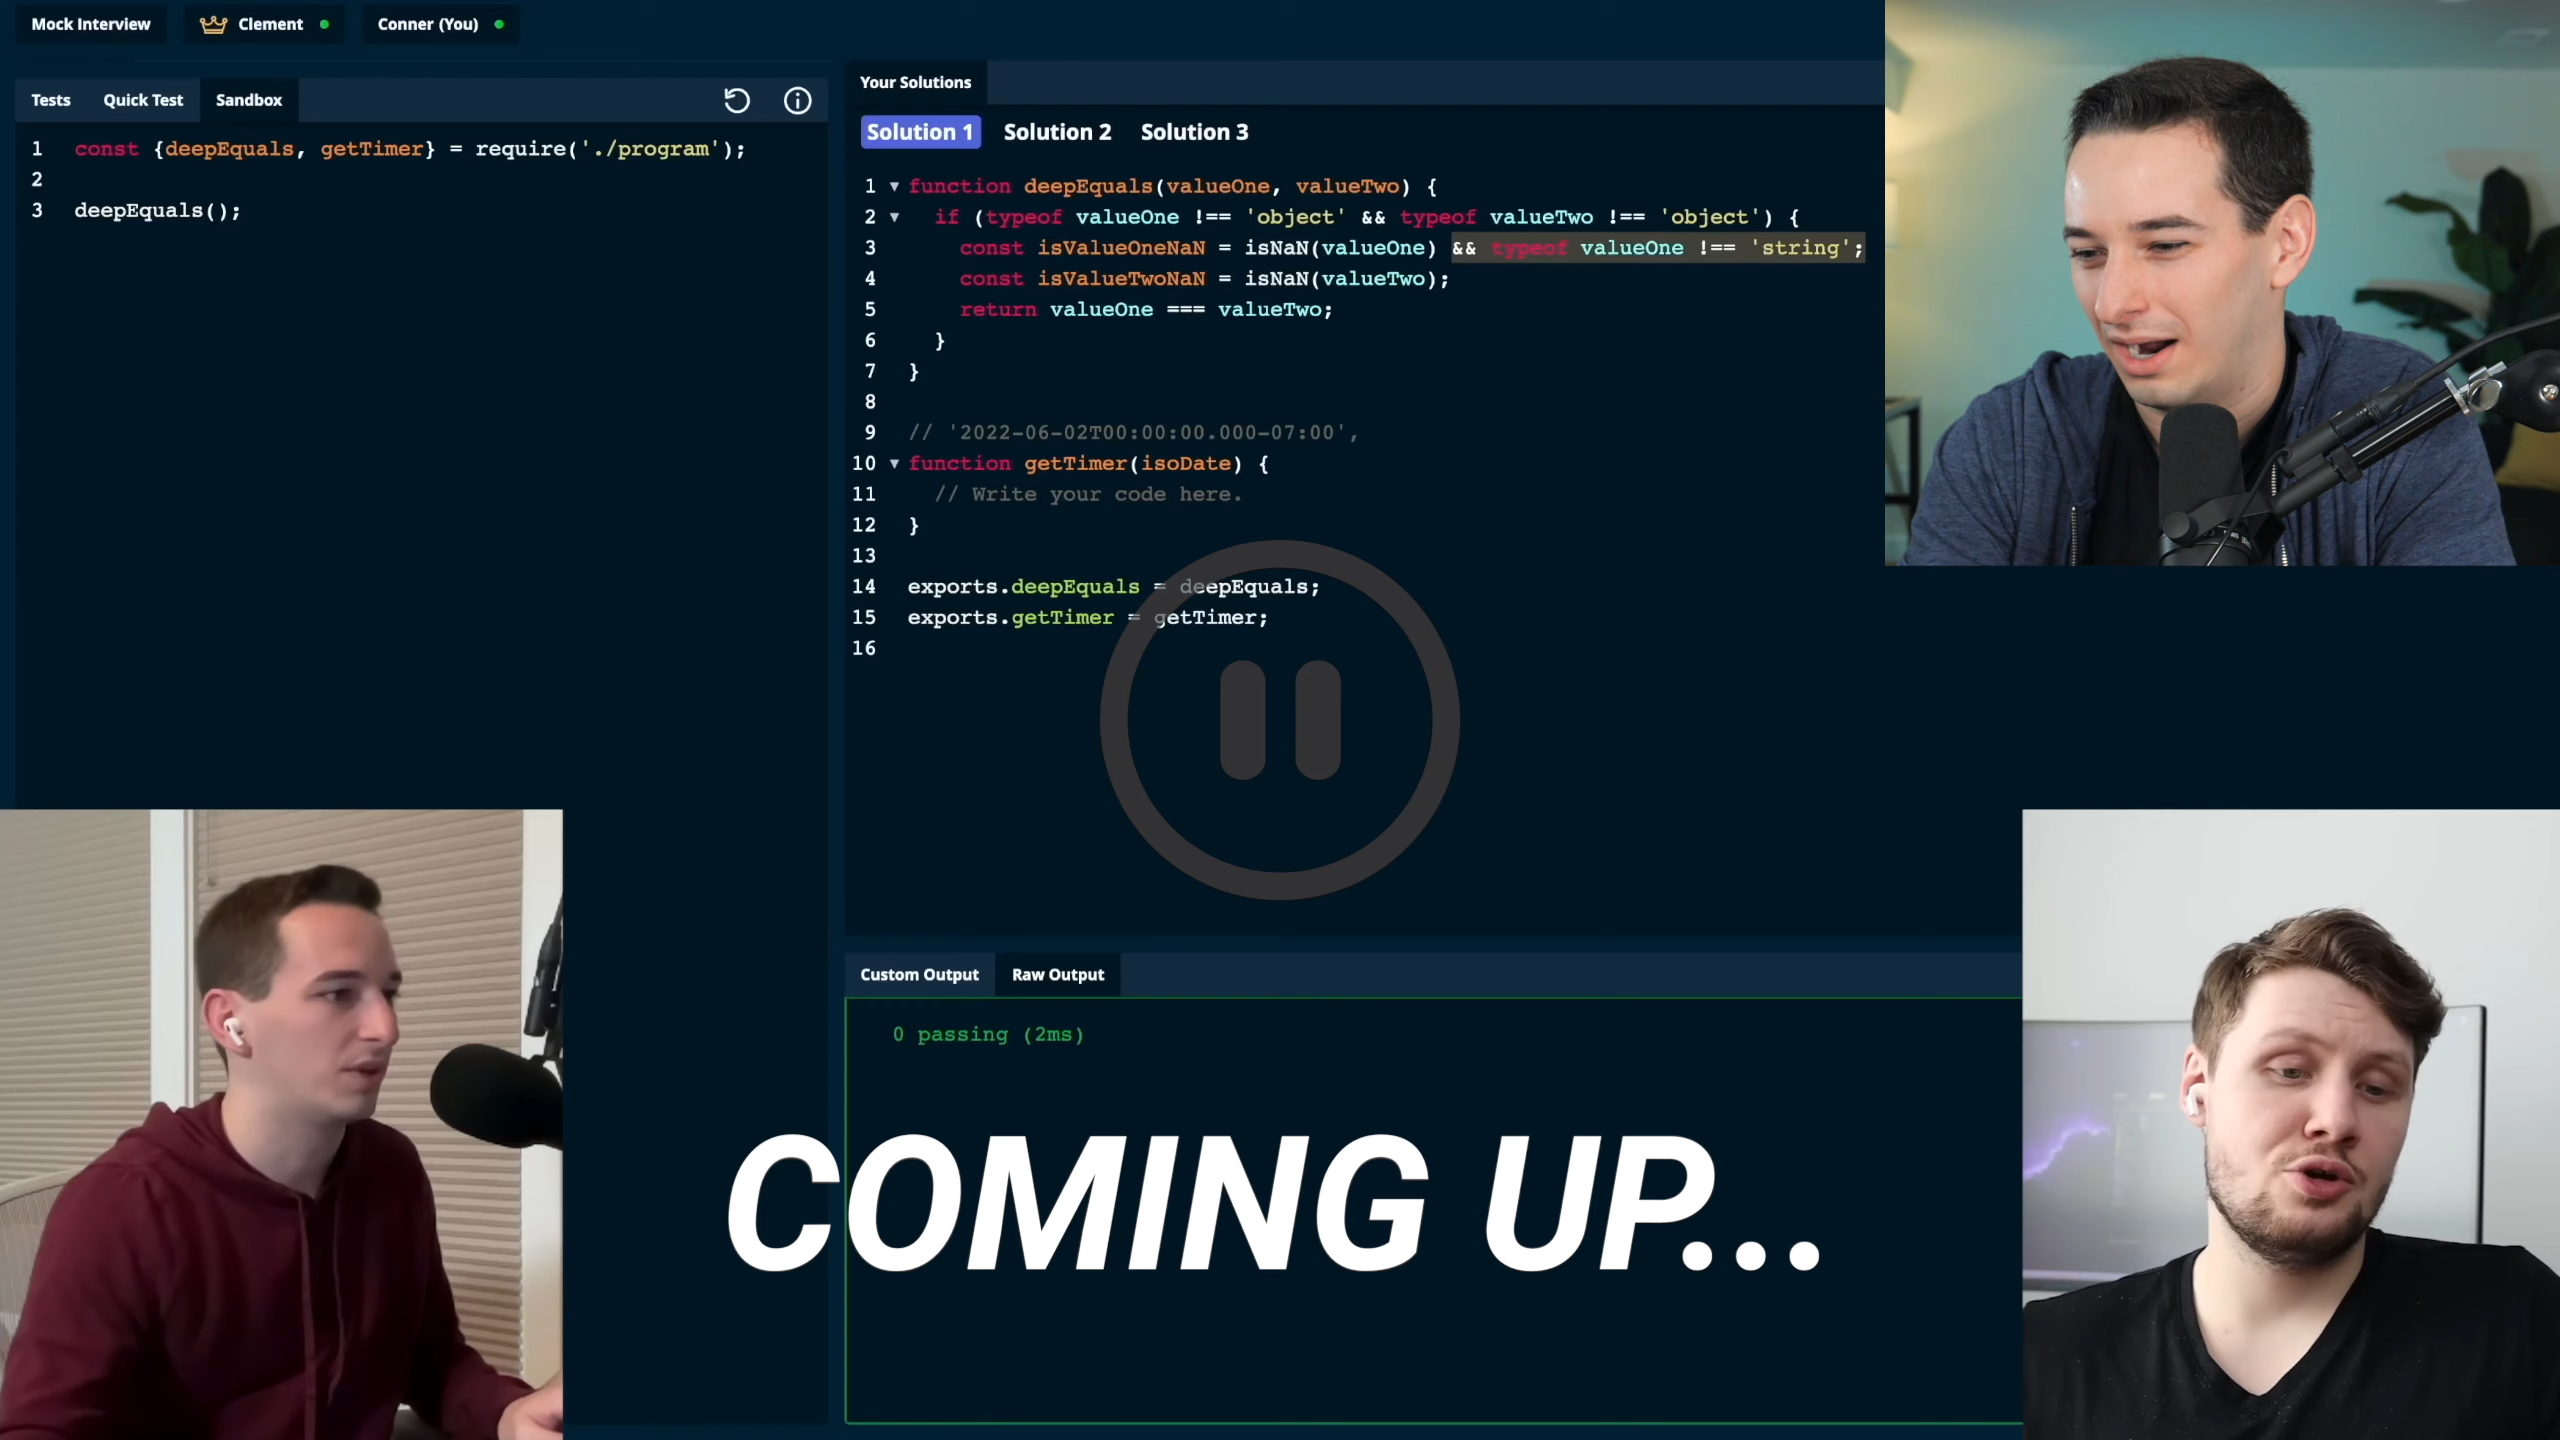 Mock Interview
Clement
Conner (You)
Tests
Quick Test
Sandbox
1 const {deepEquals, getTimer} = require('./program');
2
3 deepEquals();
Your Solutions
Solution 1
Solution 2
Solution 3
1 function deepEquals(valueOne, valueTwo) {
2 if (typeof valueOne !== 'object' && typeof valueTwo !== 'object') {
3 const isValueOneNaN = isNaN(valueOne) && typeof valueOne !== 'string';
4 const isValueTwoNaN = isNaN(valueTwo);
5 return valueOne === valueTwo;
6 }
7 }
8
9 // '2022-06-02T00:00:00.000-07:00',
10 function getTimer(isoDate) {
11 // Write your code here.
12 }
13
14 exports.deepEquals = deepEquals;
15 exports.getTimer = getTimer;
16
Custom Output
Raw Output
0 passing (2ms)
COMING UP...